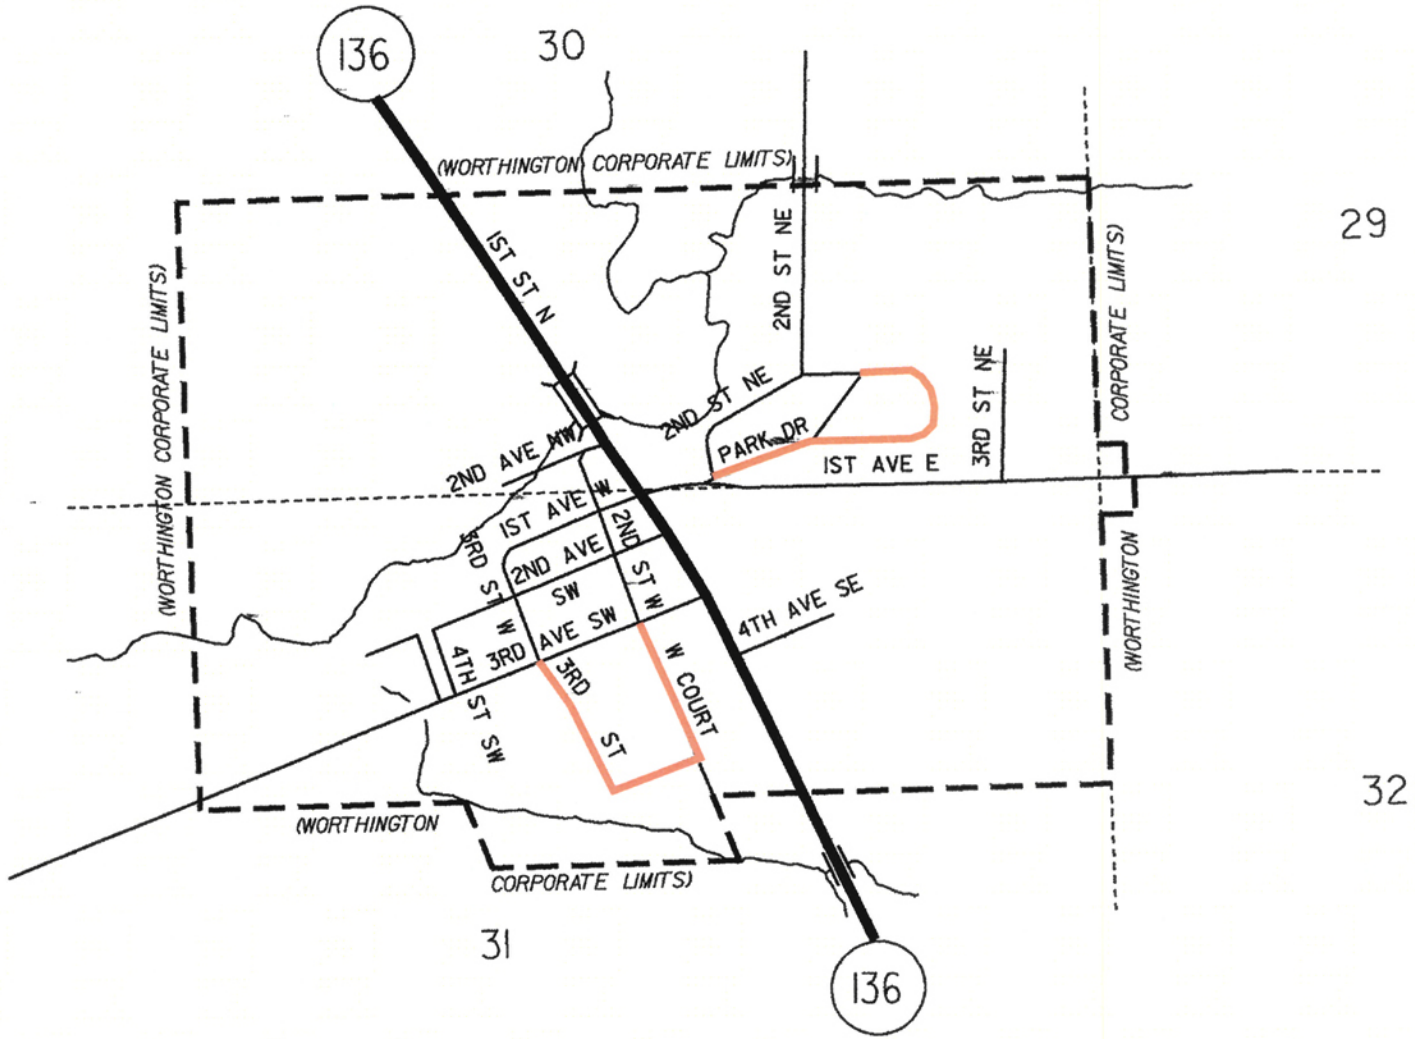 136
30
(WORTHINGTON CORPORATE LIMITS)
29
1ST ST N
2ND ST NE
CORPORATE LIMITS)
(WORTHINGTON CORPORATE LIMITS)
2ND ST NE
3RD ST NE
PARK DR
1ST AVE E
2ND AVE NW
1ST AVE W
3RD ST W
2ND AVE SW
2ND ST W
(WORTHINGTON
4TH AVE SE
3RD AVE SW
4TH ST SW
3RD ST
W COURT
32
(WORTHINGTON
CORPORATE LIMITS)
31
136